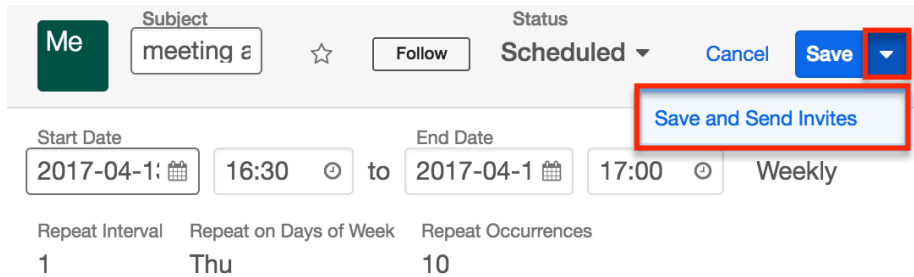 Me
Subject
meeting a
Follow
Status
Scheduled
Cancel
Save
Save and Send Invites
Start Date
End Date
2017-04-1 16:30 to 2017-04-1 17:00 Weekly
Repeat Interval Repeat on Days of Week Repeat Occurrences
1 Thu 10